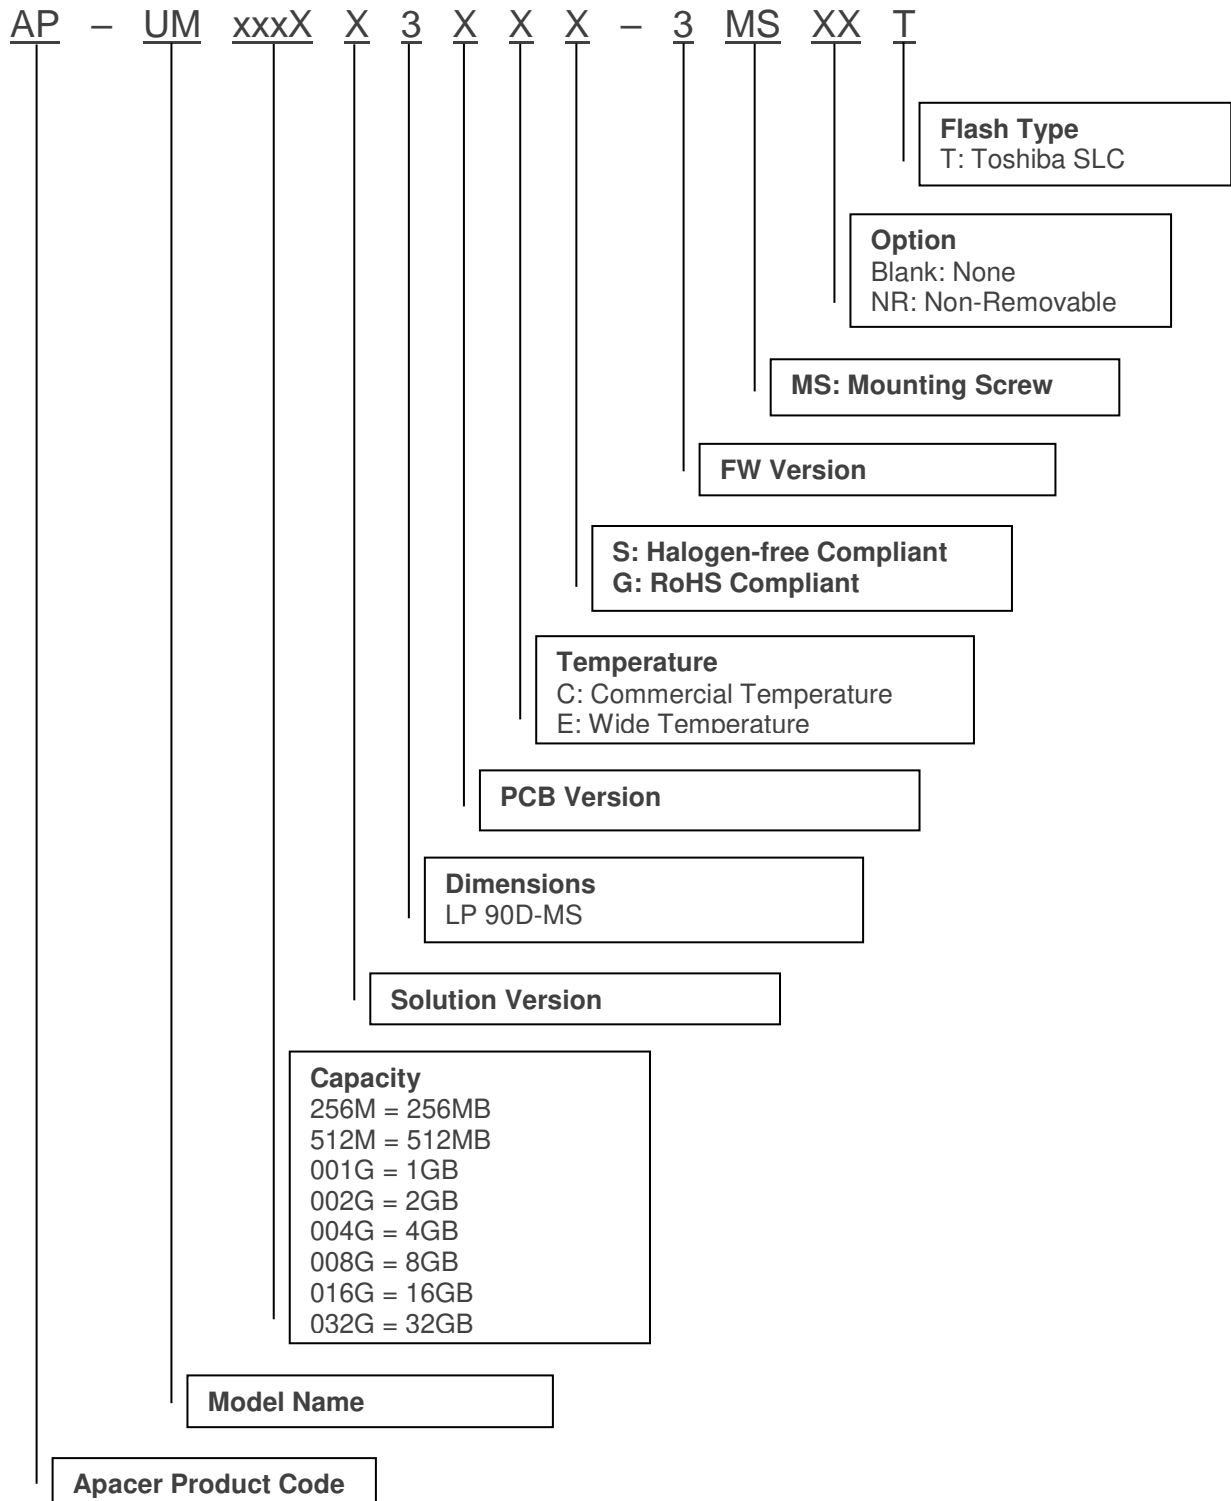 AP – UM xxxX X 3 X X X – 3 MS XX T
Flash Type
T: Toshiba SLC
Option
Blank: None
NR: Non-Removable
MS: Mounting Screw
FW Version
S: Halogen-free Compliant
G: RoHS Compliant
Temperature
C: Commercial Temperature
E: Wide Temperature
PCB Version
Dimensions
LP 90D-MS
Solution Version
Capacity
256M = 256MB
512M = 512MB
001G = 1GB
002G = 2GB
004G = 4GB
008G = 8GB
016G = 16GB
032G = 32GB
Model Name
Apacer Product Code